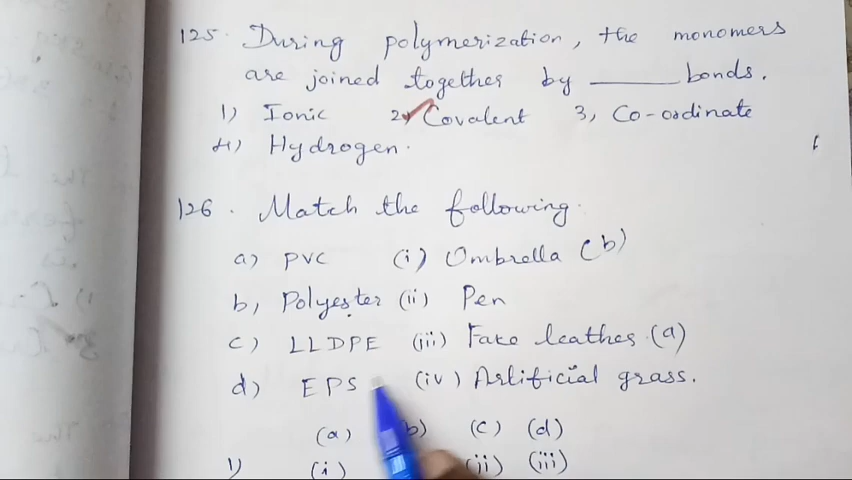 125. During polymerization, the monomers
are joined together by ______ bonds.
1) Ionic 2, Covalent 3, Co-ordinate
4) Hydrogen.
126. Match the following.
a) PVC (i) Ombrella (b)
b, Polyester (ii) Pen
c) LLDPE (iii) Fake leather. (a)
d) EPS (iv) Artificial grass.
(a) b) (c) (d)
1) (i) (ii) (iii)